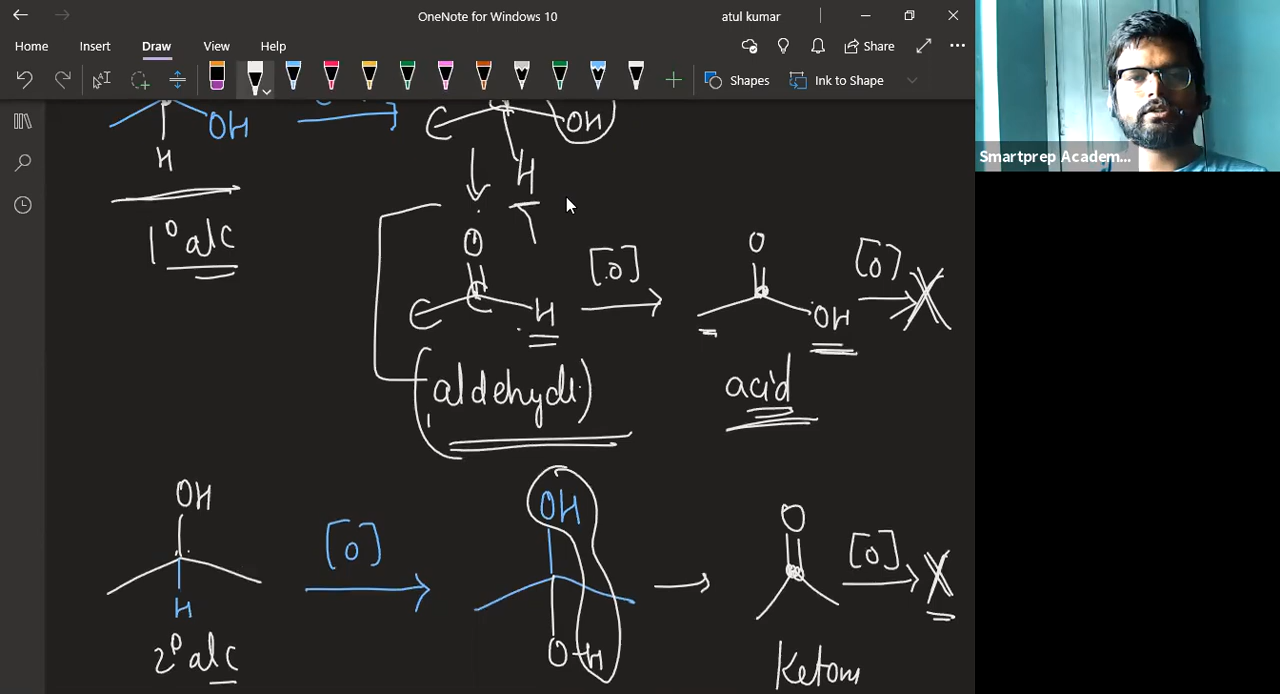 OneNote for Windows 10
atul kumar
Home Insert Draw View Help
Share
Shapes Ink to Shape
Smartprep Academ...
OH
H
1° alc
C OH
H
O
C C H
[O]
O
OH
[O]
(aldehyde)
acid
OH
H
2° alc
[O]
OH
O-H
O
[O]
Ketone